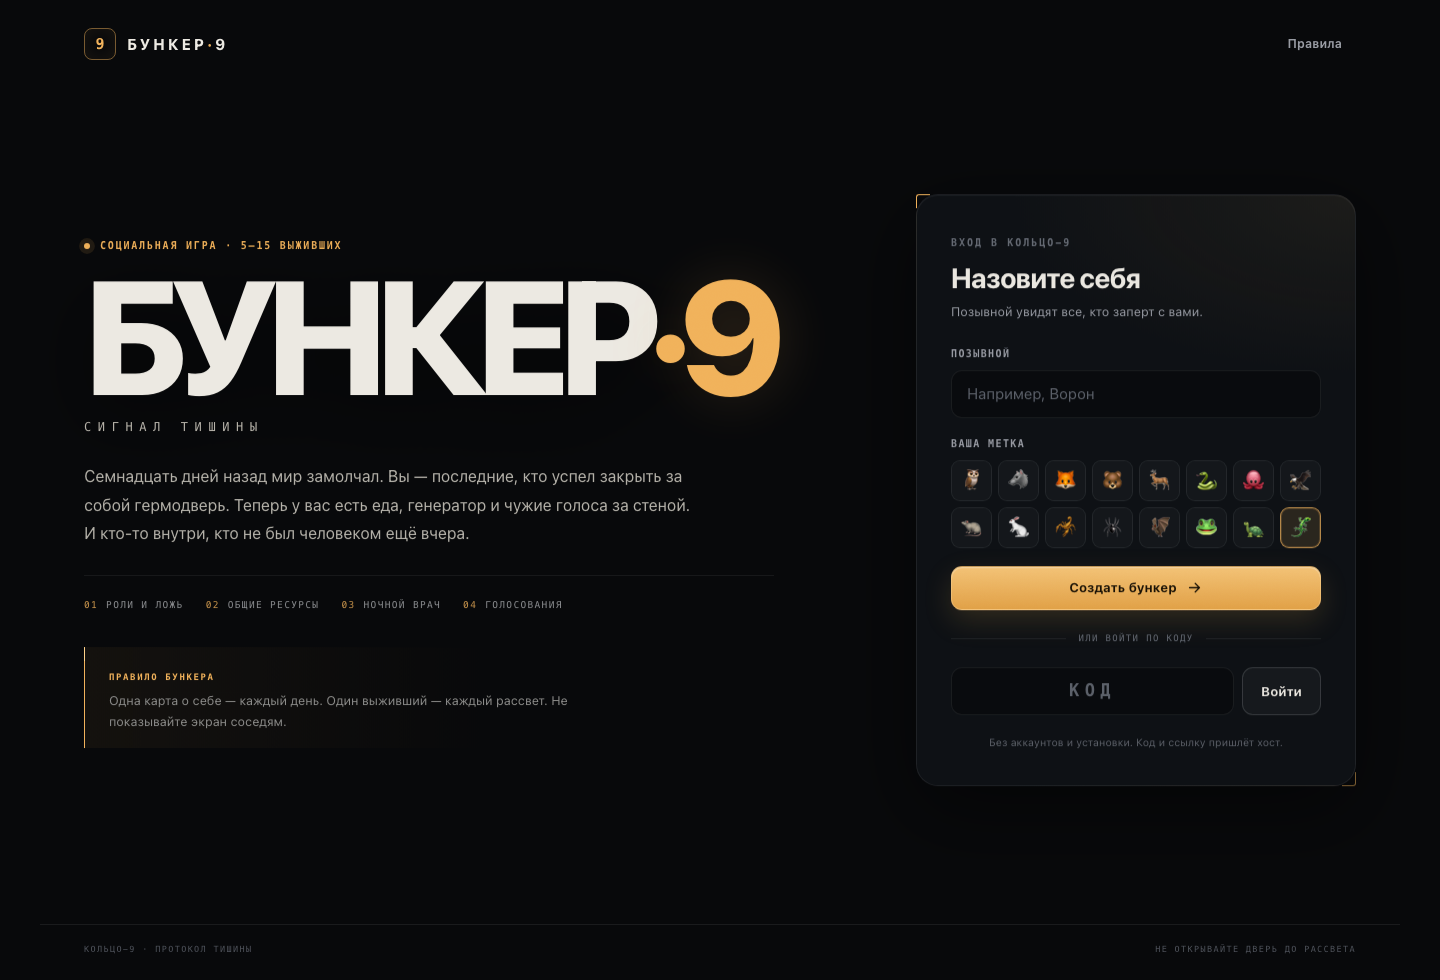 9 БУНКЕР·9
Правила
СОЦИАЛЬНАЯ ИГРА · 5–15 ВЫЖИВШИХ
БУНКЕР·9
СИГНАЛ ТИШИНЫ
Семнадцать дней назад мир замолчал. Вы — последние, кто успел закрыть за
собой гермодверь. Теперь у вас есть еда, генератор и чужие голоса за стеной.
И кто-то внутри, кто не был человеком ещё вчера.
01 РОЛИ И ЛОЖЬ 02 ОБЩИЕ РЕСУРСЫ 03 НОЧНОЙ ВРАЧ 04 ГОЛОСОВАНИЯ
ПРАВИЛО БУНКЕРА
Одна карта о себе — каждый день. Один выживший — каждый рассвет. Не
показывайте экран соседям.
ВХОД В КОЛЬЦО–9
Назовите себя
Позывной увидят все, кто заперт с вами.
ПОЗЫВНОЙ
Например, Ворон
ВАША МЕТКА
Создать бункер →
ИЛИ ВОЙТИ ПО КОДУ
КОД
Войти
Без аккаунтов и установки. Код и ссылку пришлёт хост.
КОЛЬЦО–9 · ПРОТОКОЛ ТИШИНЫ
НЕ ОТКРЫВАЙТЕ ДВЕРЬ ДО РАССВЕТА